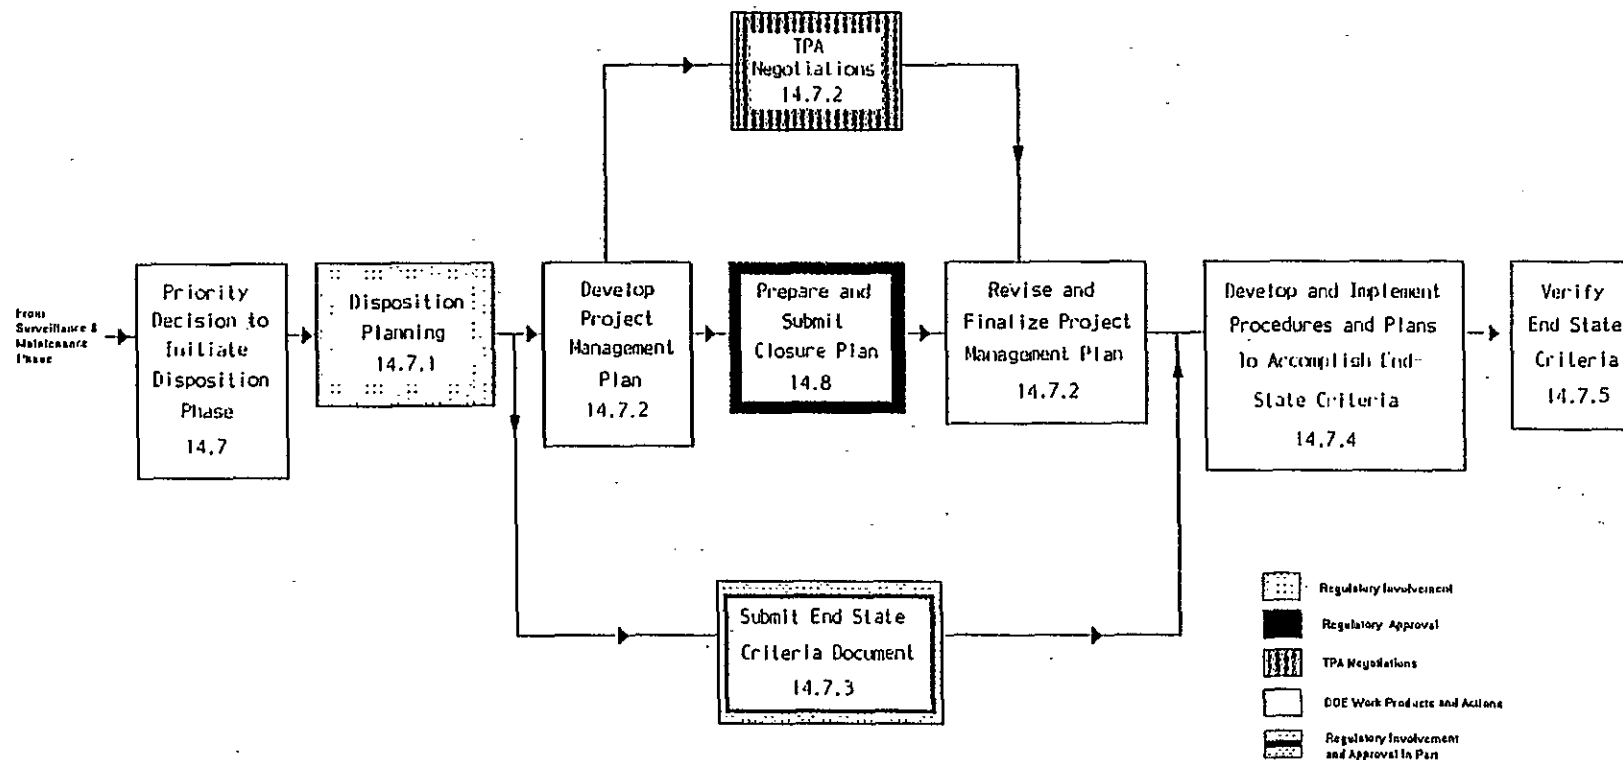 TPA
Negotiations
14.7.2
From
Surveillance &
Maintenance
Phase
Priority
Decision to
Initiate
Disposition
Phase
14.7
Disposition
Planning
14.7.1
Develop
Project
Management
Plan
14.7.2
Prepare and
Submit
Closure Plan
14.8
Revise and
Finalize Project
Management Plan
14.7.2
Develop and Implement
Procedures and Plans
To Accomplish End-
State Criteria
14.7.4
Verify
End State
Criteria
14.7.5
Submit End State
Criteria Document
14.7.3
Regulatory Involvement
Regulatory Approval
TPA Negotiations
DOE Work Products and Actions
Regulatory Involvement
and Approval In Part